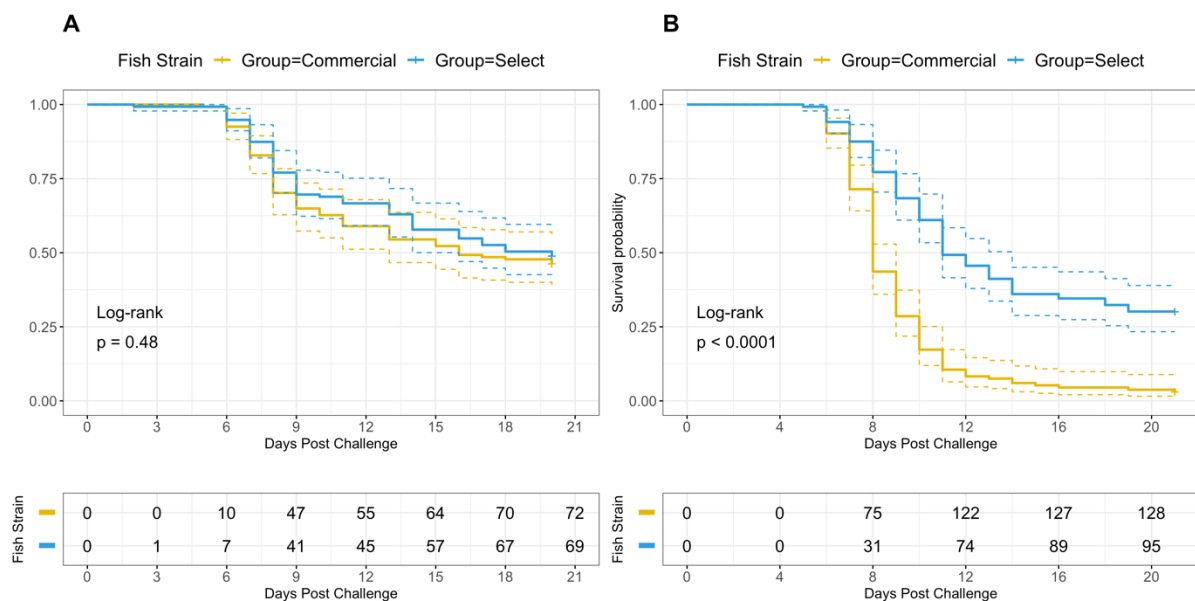 A
Fish Strain Group=Commercial Group=Select
1.00
0.75
0.50
0.25
0.00
Log-rank
p = 0.48
0 3 6 9 12 15 18 21
Days Post Challenge
Fish Strain
0 0 10 47 55 64 70 72
0 1 7 41 45 57 67 69
0 3 6 9 12 15 18 21
Days Post Challenge
B
Fish Strain Group=Commercial Group=Select
Survival probability
1.00
0.75
0.50
0.25
0.00
Log-rank
p < 0.0001
0 4 8 12 16 20
Days Post Challenge
Fish Strain
0 0 75 122 127 128
0 0 31 74 89 95
0 4 8 12 16 20
Days Post Challenge